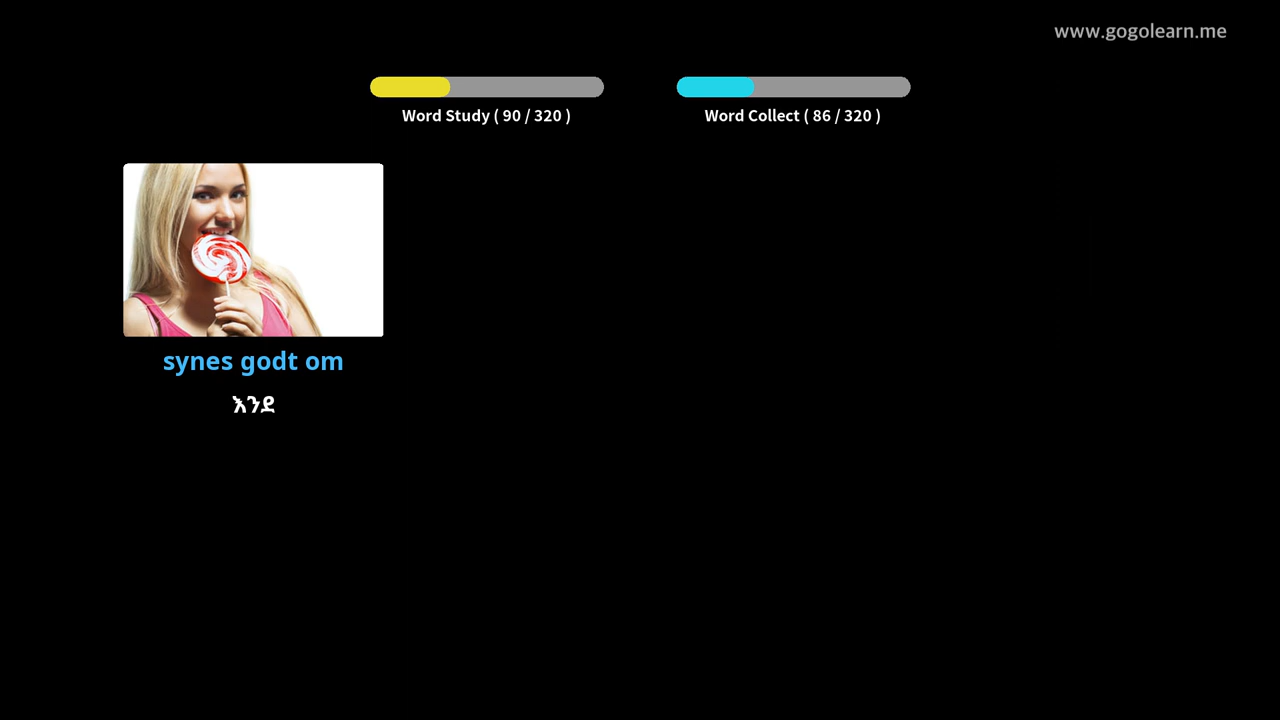 www.gogolearn.me
Word Study ( 90 / 320 )
Word Collect ( 86 / 320 )
synes godt om
እንደ